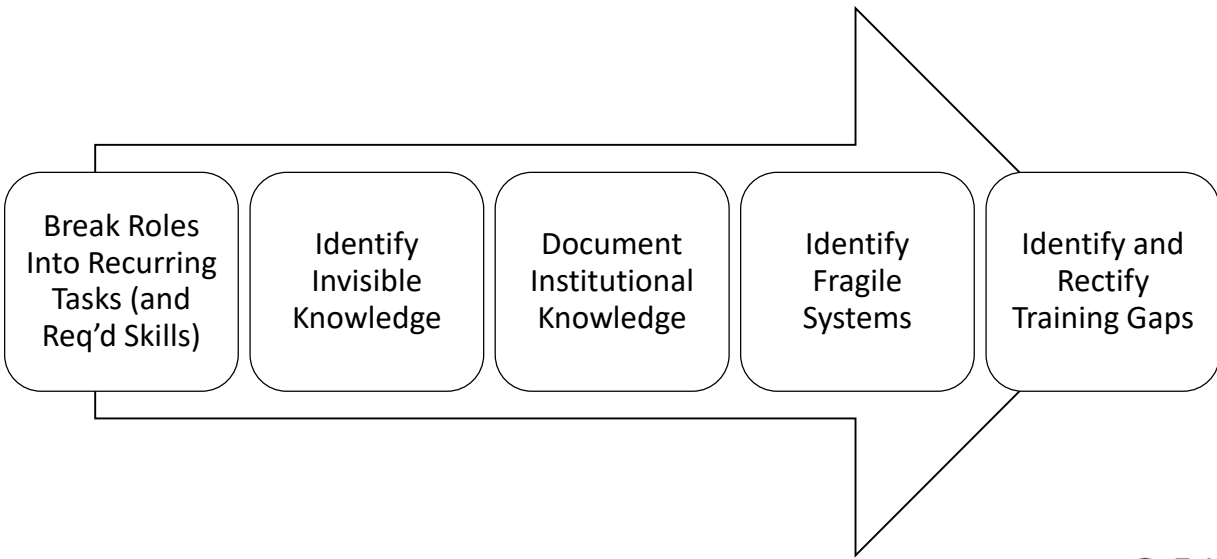 Break Roles
Into Recurring
Tasks (and
Req’d Skills)
Identify
Invisible
Knowledge
Document
Institutional
Knowledge
Identify
Fragile
Systems
Identify and
Rectify
Training Gaps